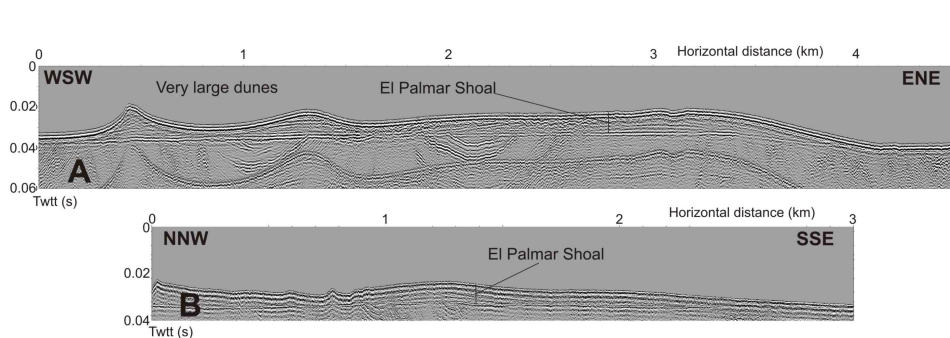 0 1 2 3 Horizontal distance (km) 4
0 WSW Very large dunes El Palmar Shoal ENE
0.02
0.04
A
0.06
Twtt (s)
0 1 2 Horizontal distance (km) 3
0 NNW SSE
El Palmar Shoal
0.02
B
0.04
Twtt (s)